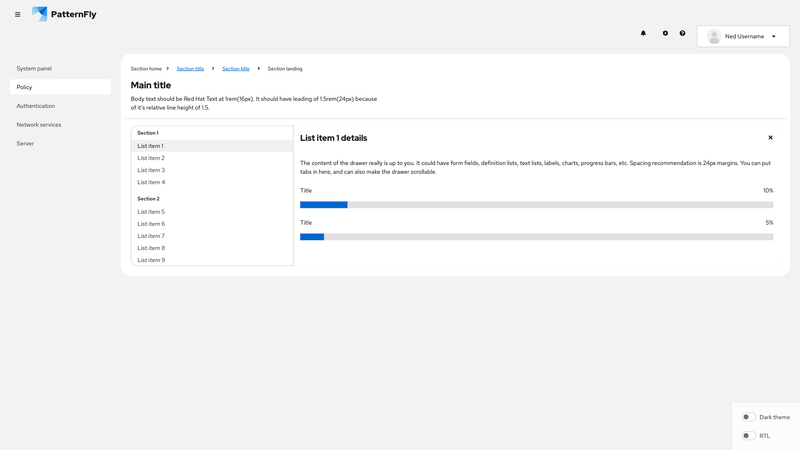 PatternFly
Ned Username
System panel
Policy
Authentication
Network services
Server
Section home
Section title
Section title
Section landing
Main title
Body text should be Red Hat Text at 1rem(16px). It should have leading of 1.5rem(24px) because
of it's relative line height of 1.5.
Section 1
List item 1
List item 2
List item 3
List item 4
Section 2
List item 5
List item 6
List item 7
List item 8
List item 9
List item 1 details
The content of the drawer really is up to you. It could have form fields, definition lists, text lists, labels, charts, progress bars, etc. Spacing recommendation is 24px margins. You can put
tabs in here, and can also make the drawer scrollable.
Title 10%
Title 5%
Dark theme
RTL